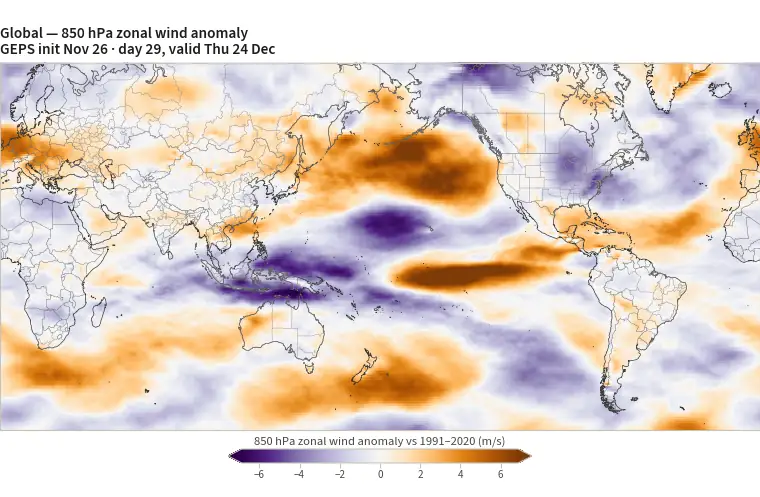 Global — 850 hPa zonal wind anomaly
GEPS init Nov 26 · day 29, valid Thu 24 Dec
850 hPa zonal wind anomaly vs 1991–2020 (m/s)
−6 −4 −2 0 2 4 6